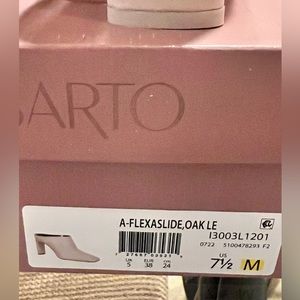 SARTO
A-FLEXASLIDE,OAK LE
I3003L1201
0722 5100478293 F2
UK EUR CM US
5 38 24 7½ M